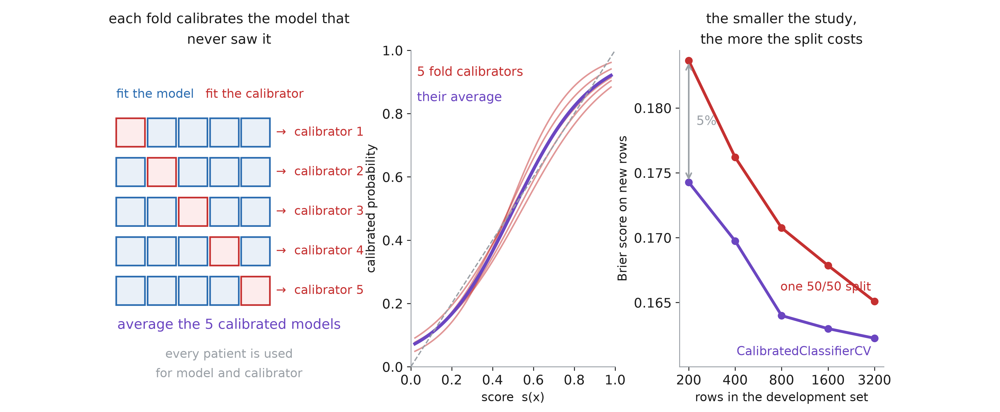 each fold calibrates the model that
never saw it
fit the model
fit the calibrator
→ calibrator 1
→ calibrator 2
→ calibrator 3
→ calibrator 4
→ calibrator 5
average the 5 calibrated models
every patient is used
for model and calibrator
calibrated probability
1.0
0.8
0.6
0.4
0.2
0.0
5 fold calibrators
their average
0.0 0.2 0.4 0.6 0.8 1.0
score s(x)
the smaller the study,
the more the split costs
Brier score on new rows
0.180
0.175
0.170
0.165
5%
one 50/50 split
CalibratedClassifierCV
200 400 800 1600 3200
rows in the development set